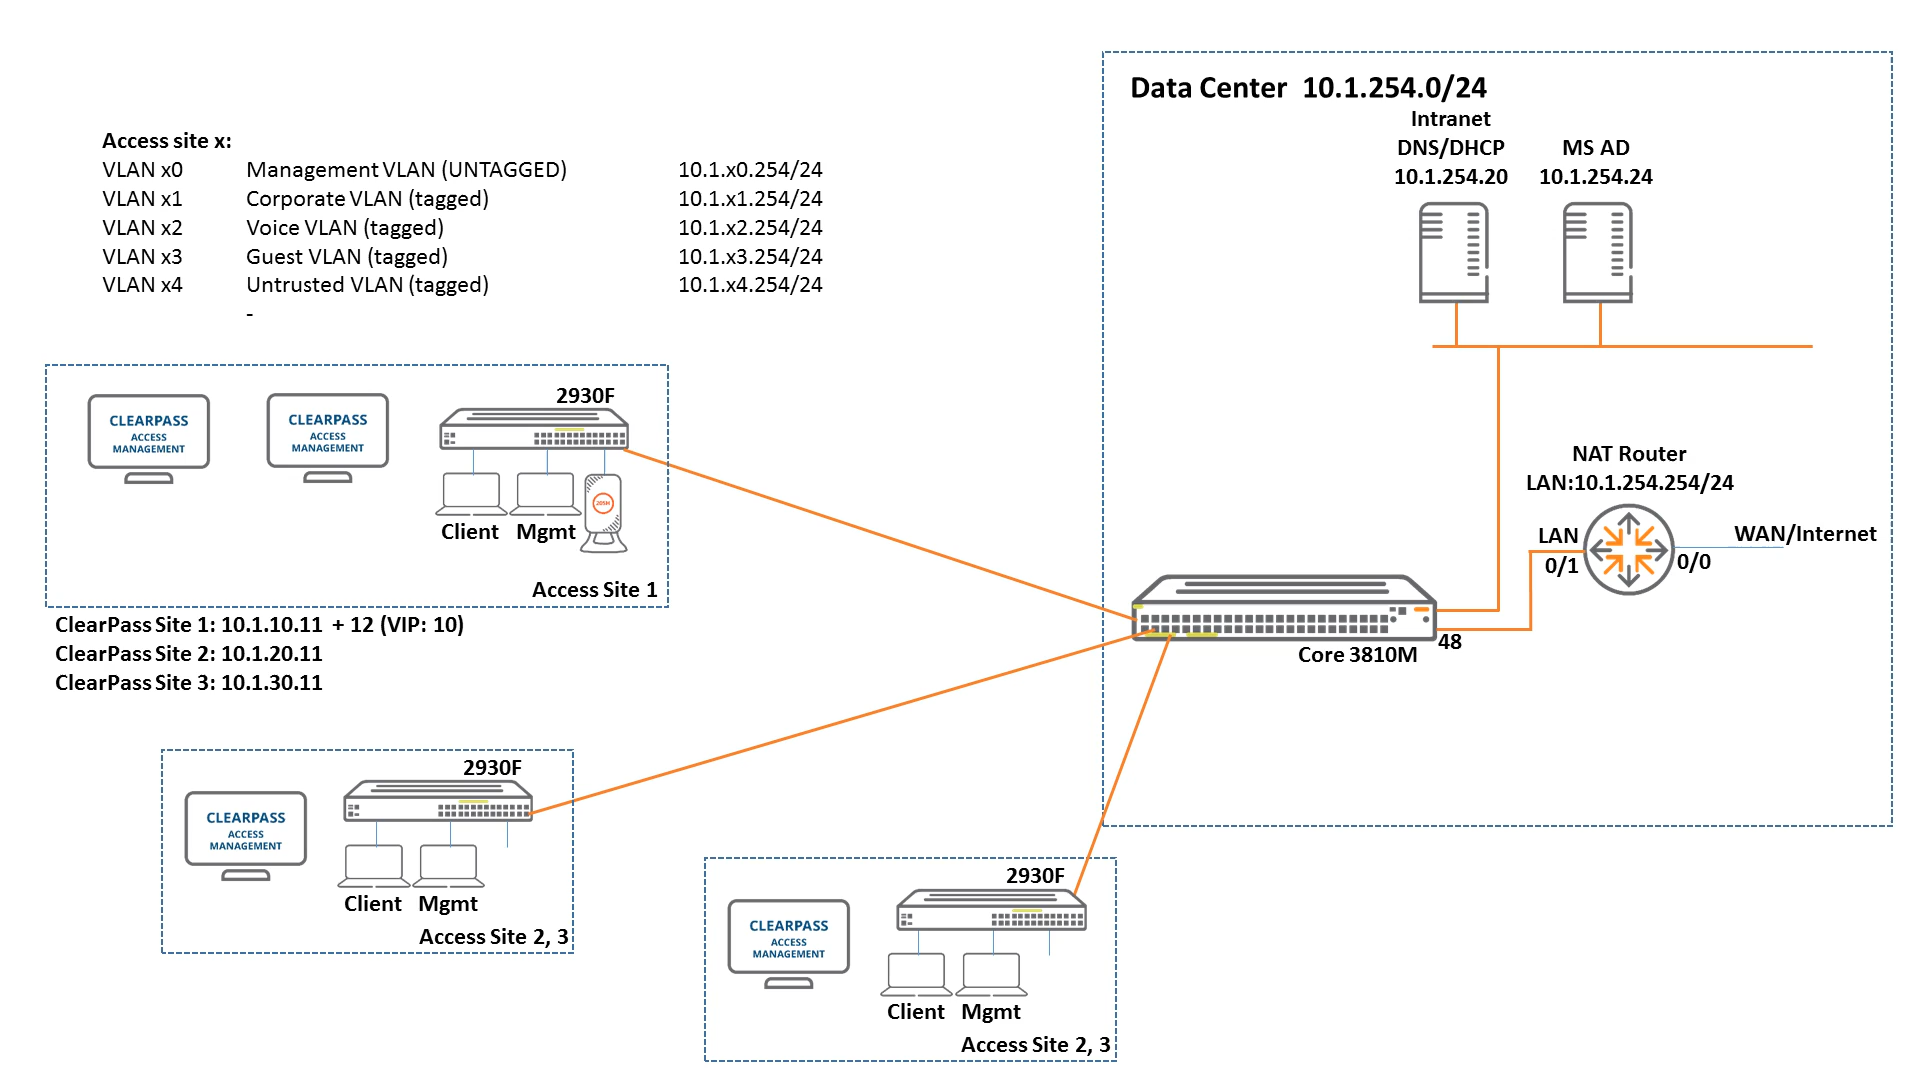 Data Center 10.1.254.0/24
Intranet
DNS/DHCP
10.1.254.20
MS AD
10.1.254.24
Access site x:
VLAN x0 Management VLAN (UNTAGGED) 10.1.x0.254/24
VLAN x1 Corporate VLAN (tagged) 10.1.x1.254/24
VLAN x2 Voice VLAN (tagged) 10.1.x2.254/24
VLAN x3 Guest VLAN (tagged) 10.1.x3.254/24
VLAN x4 Untrusted VLAN (tagged) 10.1.x4.254/24
-
CLEARPASS
ACCESS
MANAGEMENT
CLEARPASS
ACCESS
MANAGEMENT
2930F
205H
Client Mgmt
Access Site 1
NAT Router
LAN:10.1.254.254/24
LAN
0/1
WAN/Internet
0/0
48
Core 3810M
ClearPass Site 1: 10.1.10.11 + 12 (VIP: 10)
ClearPass Site 2: 10.1.20.11
ClearPass Site 3: 10.1.30.11
2930F
CLEARPASS
ACCESS
MANAGEMENT
Client Mgmt
Access Site 2, 3
2930F
CLEARPASS
ACCESS
MANAGEMENT
Client Mgmt
Access Site 2, 3